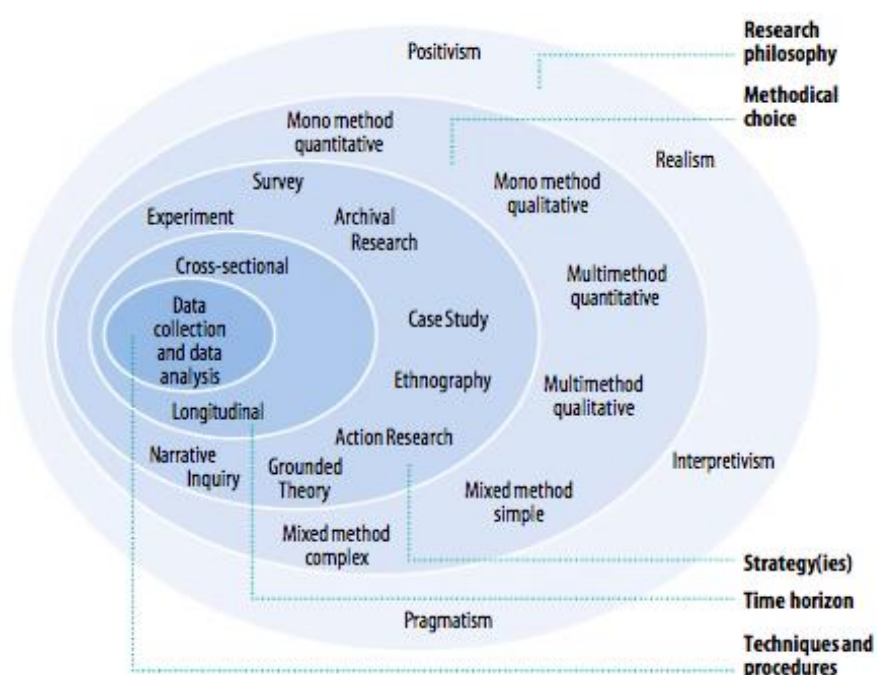 Research
philosophy
Positivism
Methodical
choice
Mono method
quantitative
Realism
Mono method
qualitative
Survey
Experiment
Archival
Research
Cross-sectional
Multimethod
quantitative
Data
collection
and data
analysis
Case Study
Ethnography
Multimethod
qualitative
Longitudinal
Action Research
Narrative
Inquiry
Grounded
Theory
Interpretivism
Mixed method
simple
Mixed method
complex
Strategy(ies)
Time horizon
Pragmatism
Techniques and
procedures